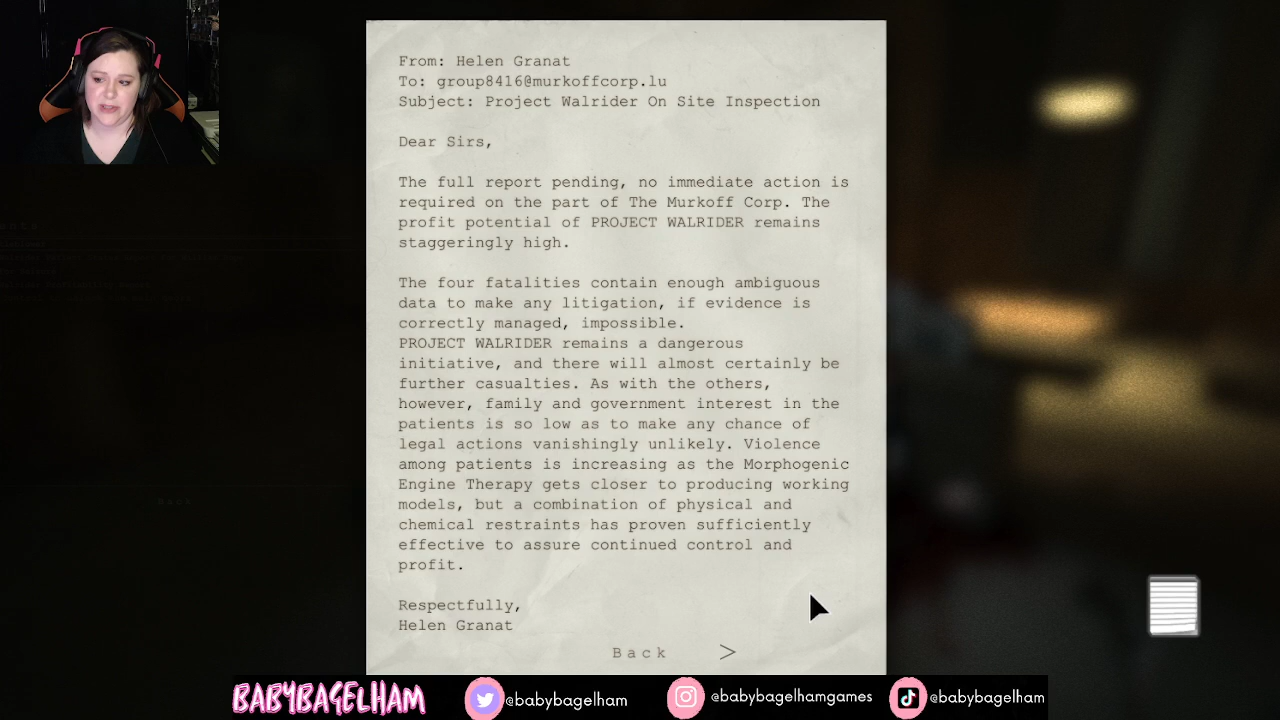 From: Helen Granat
To: group8416@murkoffcorp.lu
Subject: Project Walrider On Site Inspection
Dear Sirs,
The full report pending, no immediate action is
required on the part of The Murkoff Corp. The
profit potential of PROJECT WALRIDER remains
staggeringly high.
The four fatalities contain enough ambiguous
data to make any litigation, if evidence is
correctly managed, impossible.
PROJECT WALRIDER remains a dangerous
initiative, and there will almost certainly be
further casualties. As with the others,
however, family and government interest in the
patients is so low as to make any chance of
legal actions vanishingly unlikely. Violence
among patients is increasing as the Morphogenic
Engine Therapy gets closer to producing working
models, but a combination of physical and
chemical restraints has proven sufficiently
effective to assure continued control and
profit.
Respectfully,
Helen Granat
Back >
BABYBAGELHAM
@babybagelham
@babybagelhamgames
@babybagelham